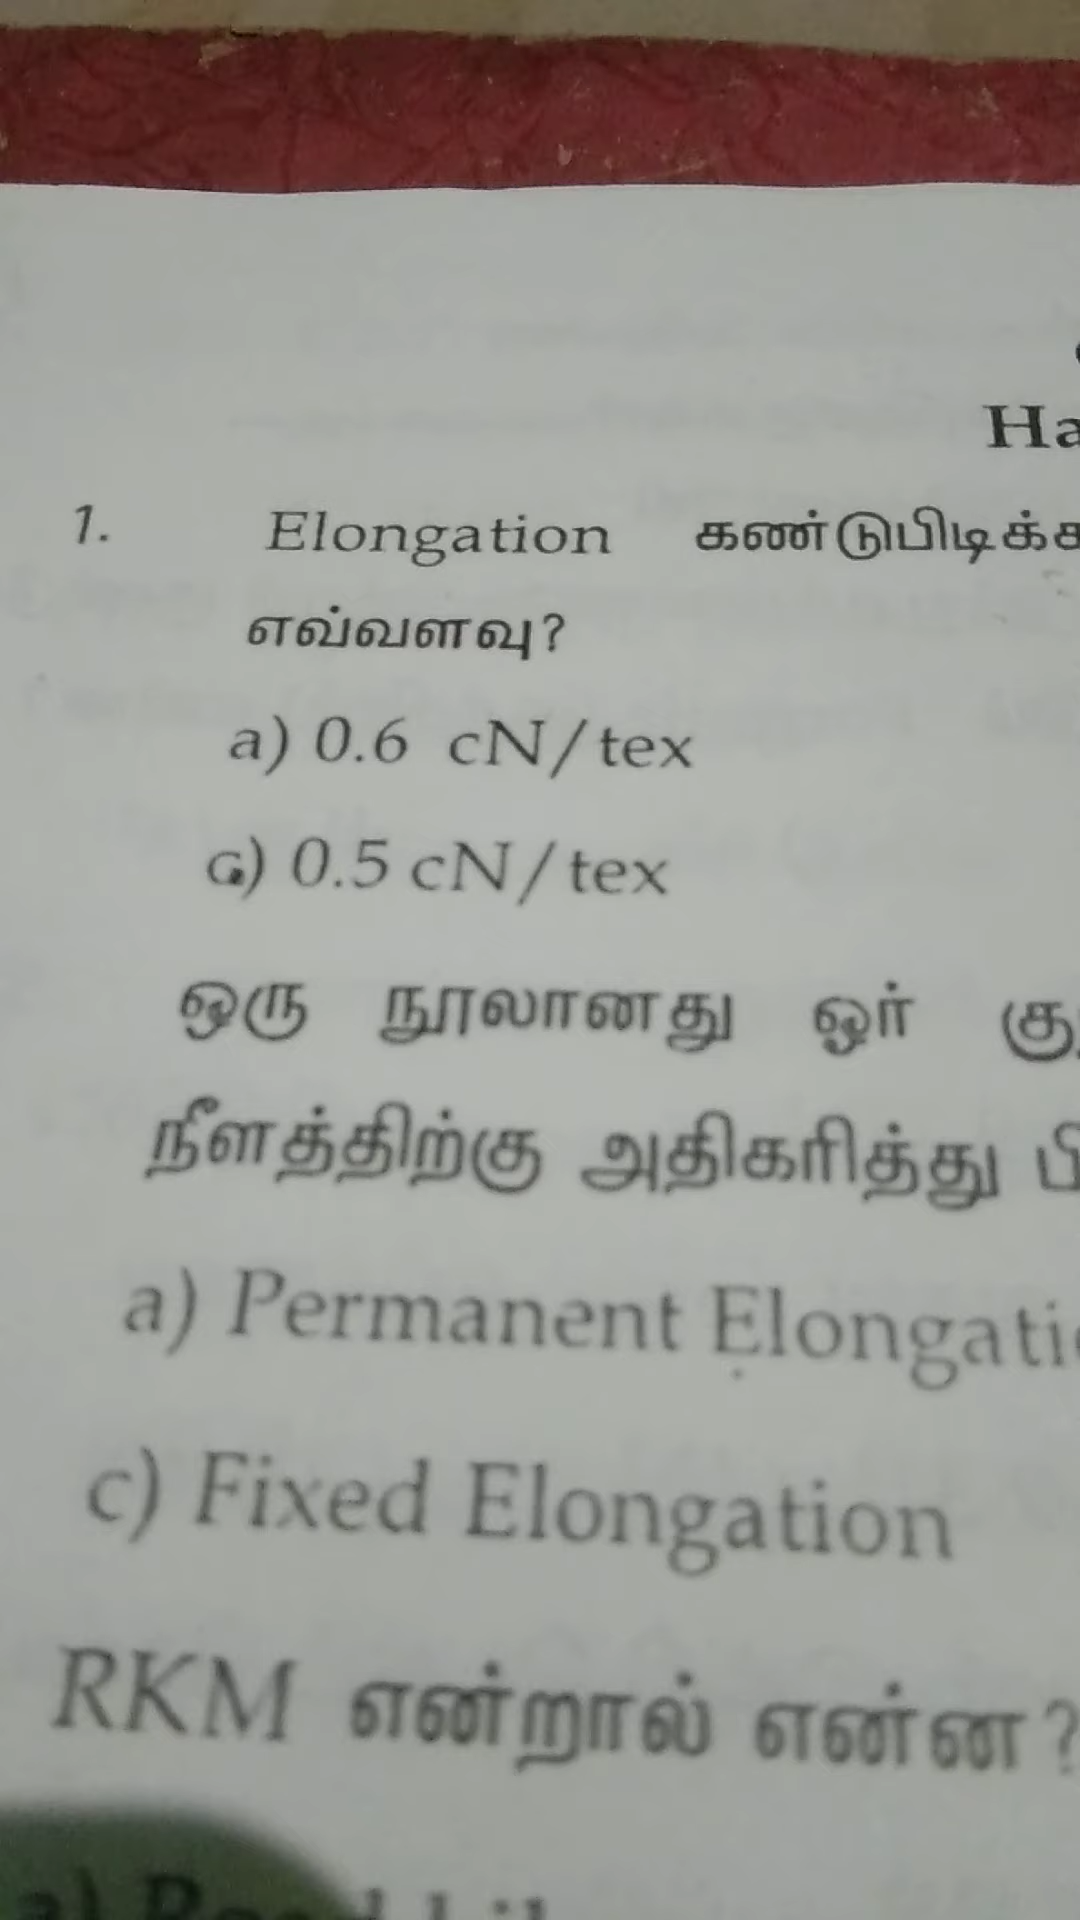 Ha
1. Elongation கண்டுபிடிக்க
எவ்வளவு?
a) 0.6 cN/tex
c) 0.5 cN/tex
ஒரு நூலானது ஓர்
நீளத்திற்கு அதிகரித்து
a) Permanent Elongati
c) Fixed Elongation
RKM என்றால் என்ன?
a)